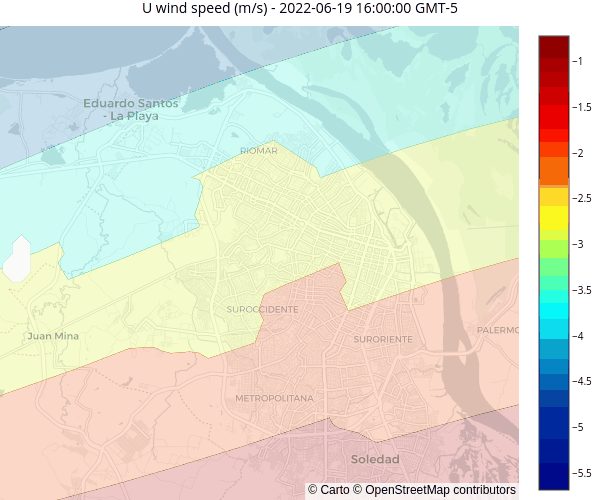 U wind speed (m/s) - 2022-06-19 16:00:00 GMT-5
Eduardo Santos
- La Playa
RIOMAR
SUROCCIDENTE
SURORIENTE
PALERMO
Juan Mina
METROPOLITANA
Soledad
© Carto © OpenStreetMap contributors
−1
−1.5
−2
−2.5
−3
−3.5
−4
−4.5
−5
−5.5